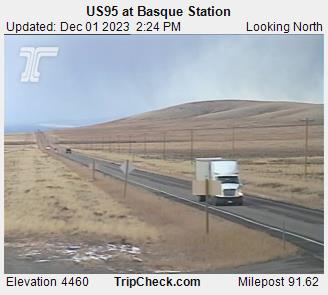 US95 at Basque Station
Updated: Dec 01 2023 2:24 PM Looking North
Elevation 4460 TripCheck.com Milepost 91.62